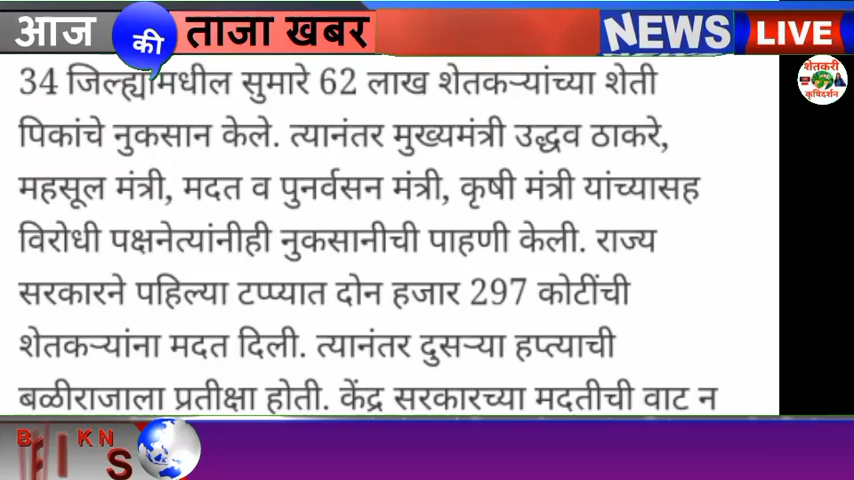 आज की ताजा खबर
NEWS LIVE
शेतकरी
कृषिदर्शन
34 जिल्ह्यांमधील सुमारे 62 लाख शेतकऱ्यांच्या शेती
पिकांचे नुकसान केले. त्यानंतर मुख्यमंत्री उद्धव ठाकरे,
महसूल मंत्री, मदत व पुनर्वसन मंत्री, कृषी मंत्री यांच्यासह
विरोधी पक्षनेत्यांनीही नुकसानीची पाहणी केली. राज्य
सरकारने पहिल्या टप्प्यात दोन हजार 297 कोटींची
शेतकऱ्यांना मदत दिली. त्यानंतर दुसऱ्या हप्त्याची
बळीराजाला प्रतीक्षा होती. केंद्र सरकारच्या मदतीची वाट न